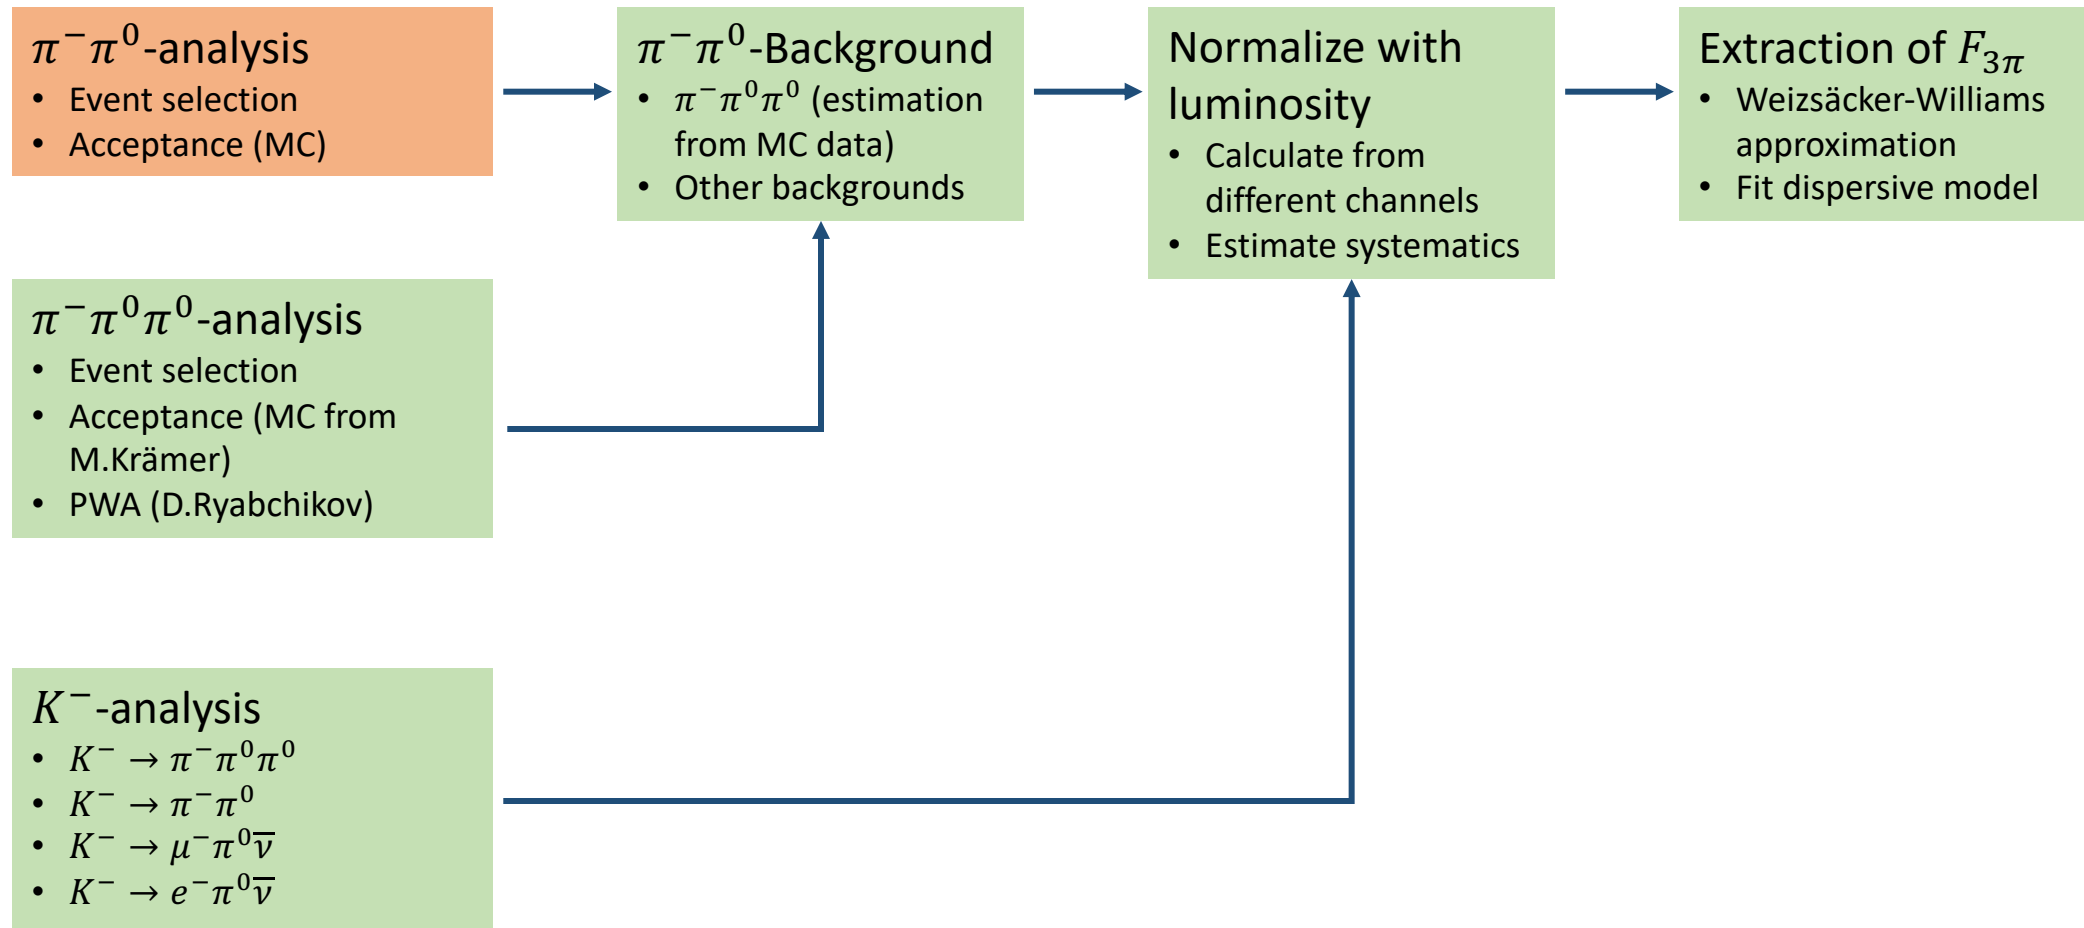 π⁻π⁰-analysis
• Event selection
• Acceptance (MC)
π⁻π⁰-Background
• π⁻π⁰π⁰ (estimation
from MC data)
• Other backgrounds
Normalize with
luminosity
• Calculate from
different channels
• Estimate systematics
Extraction of F₃π
• Weizsäcker-Williams
approximation
• Fit dispersive model
π⁻π⁰π⁰-analysis
• Event selection
• Acceptance (MC from
M.Krämer)
• PWA (D.Ryabchikov)
K⁻-analysis
• K⁻ → π⁻π⁰π⁰
• K⁻ → π⁻π⁰
• K⁻ → μ⁻π⁰ν̅
• K⁻ → e⁻π⁰ν̅